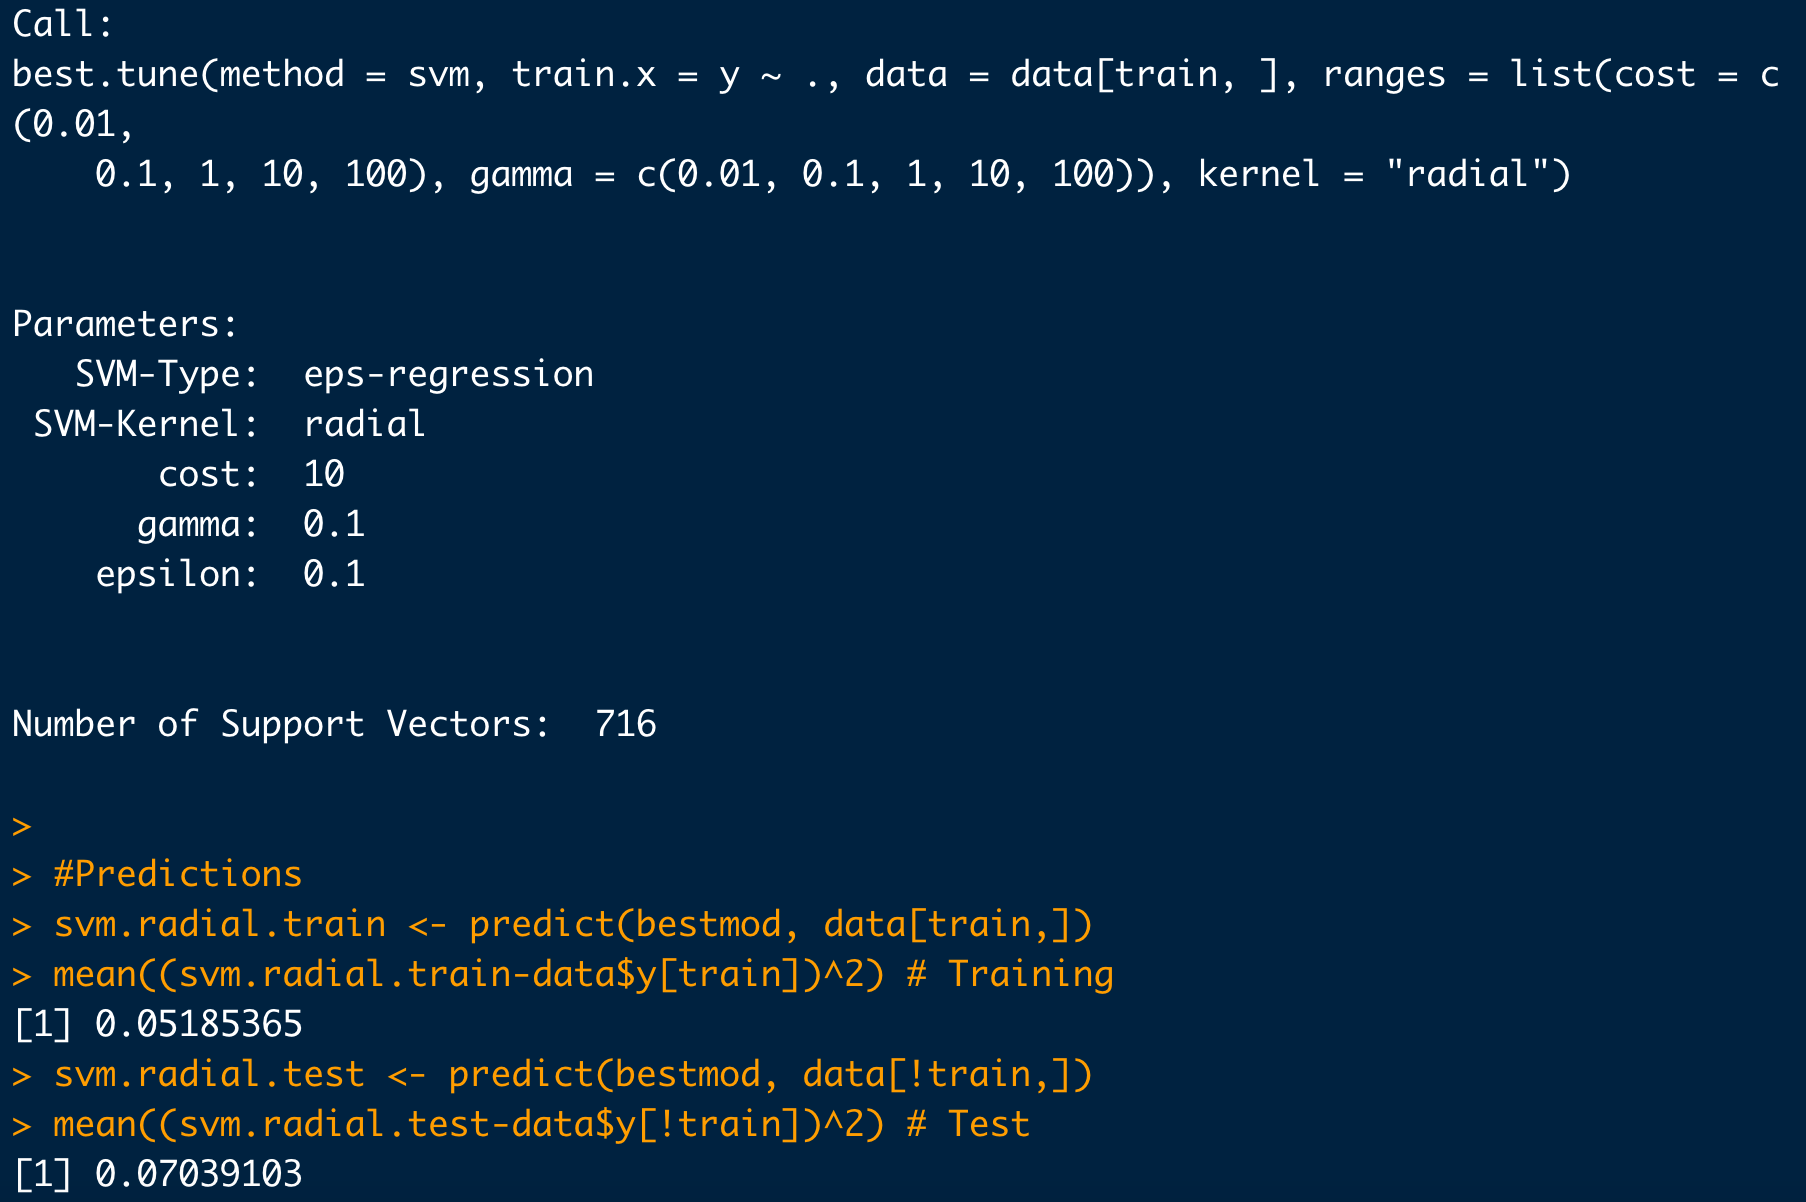 Call:
best.tune(method = svm, train.x = y ~ ., data = data[train, ], ranges = list(cost = c
(0.01,
    0.1, 1, 10, 100), gamma = c(0.01, 0.1, 1, 10, 100)), kernel = "radial")
Parameters:
   SVM-Type:  eps-regression
 SVM-Kernel:  radial
       cost:  10
      gamma:  0.1
    epsilon:  0.1
Number of Support Vectors:  716
>
> #Predictions
> svm.radial.train <- predict(bestmod, data[train,])
> mean((svm.radial.train-data$y[train])^2) # Training
[1] 0.05185365
> svm.radial.test <- predict(bestmod, data[!train,])
> mean((svm.radial.test-data$y[!train])^2) # Test
[1] 0.07039103